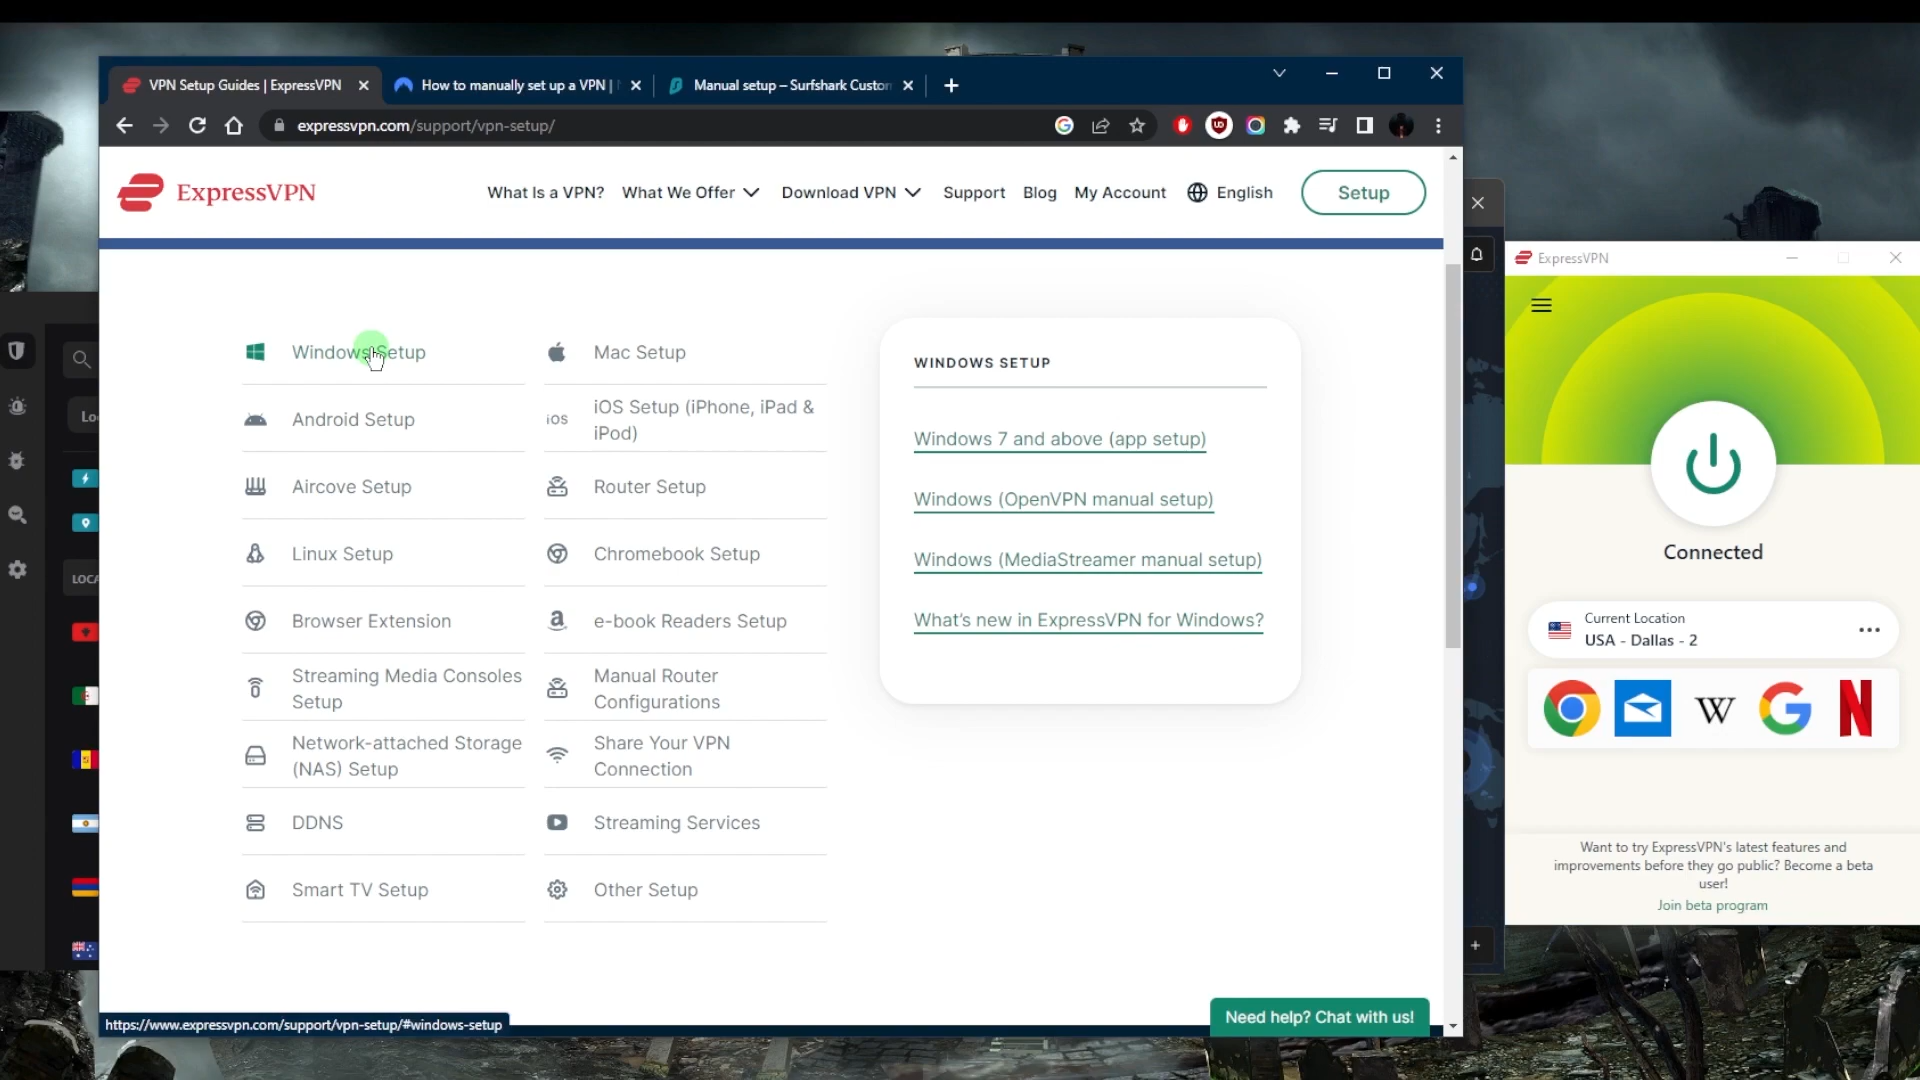 VPN Setup Guides | ExpressVPN
How to manually set up a VPN |
Manual setup – Surfshark Custom
expressvpn.com/support/vpn-setup/
ExpressVPN
What Is a VPN?
What We Offer
Download VPN
Support
Blog
My Account
English
Setup
Windows Setup
Mac Setup
Android Setup
iOS
iOS Setup (iPhone, iPad &
iPod)
Aircove Setup
Router Setup
Linux Setup
Chromebook Setup
Browser Extension
e-book Readers Setup
Streaming Media Consoles
Setup
Manual Router
Configurations
Network-attached Storage
(NAS) Setup
Share Your VPN
Connection
DDNS
Streaming Services
Smart TV Setup
Other Setup
WINDOWS SETUP
Windows 7 and above (app setup)
Windows (OpenVPN manual setup)
Windows (MediaStreamer manual setup)
What's new in ExpressVPN for Windows?
Need help? Chat with us!
https://www.expressvpn.com/support/vpn-setup/#windows-setup
Lo
LOCA
ExpressVPN
Connected
Current Location
USA - Dallas - 2
W
Want to try ExpressVPN's latest features and
improvements before they go public? Become a beta
user!
Join beta program